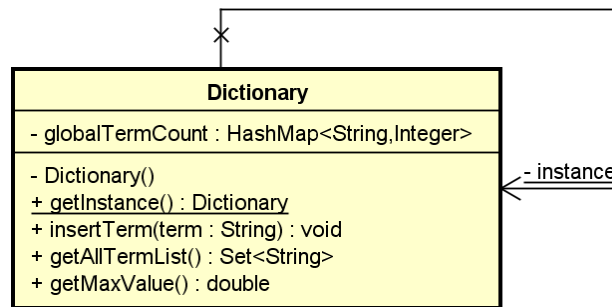 Dictionary
- globalTermCount : HashMap<String,Integer>
- Dictionary()
+ getInstance() : Dictionary
- instance
+ insertTerm(term : String) : void
+ getAllTermList() : Set<String>
+ getMaxValue() : double